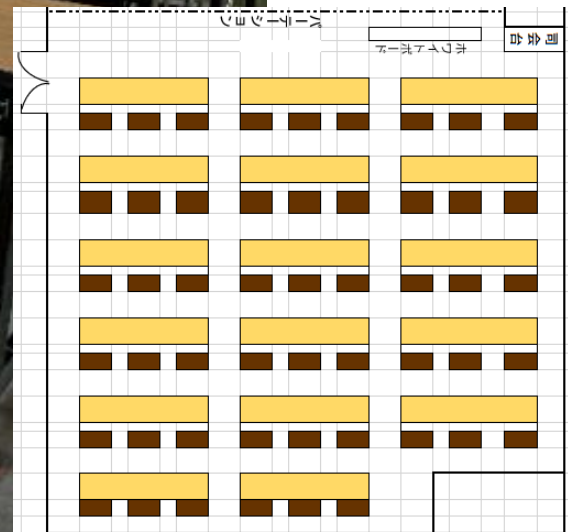 パーテーション
ホワイトボード
司会台